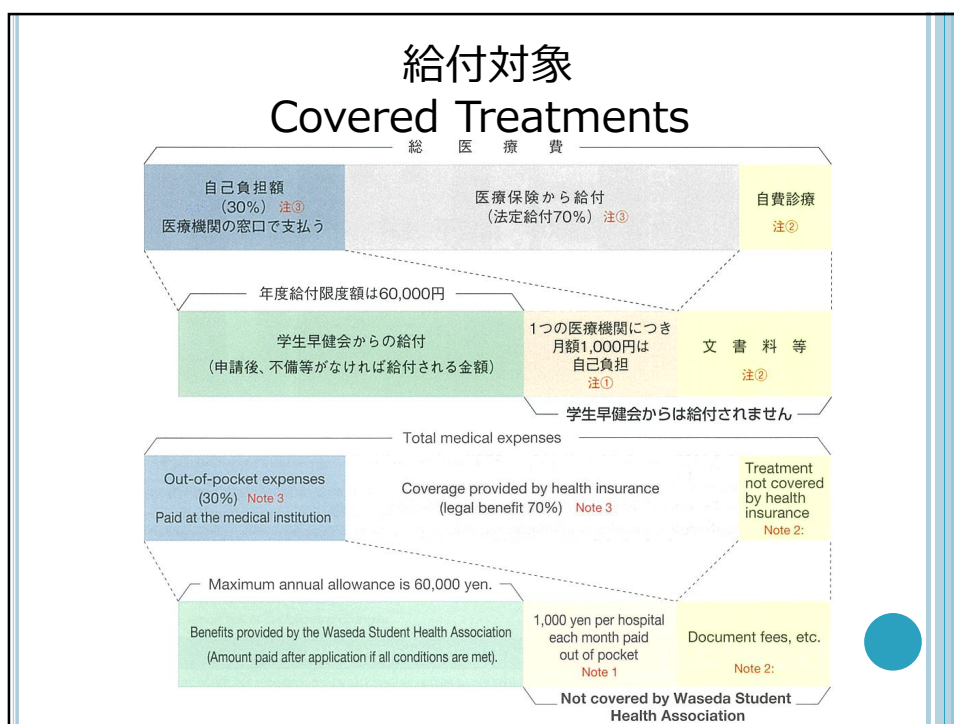 給付対象
Covered Treatments
総医療費
自己負担額
(30%) 注③
医療機関の窓口で支払う
医療保険から給付
(法定給付70%) 注③
自費診療
注②
年度給付限度額は60,000円
学生早健会からの給付
(申請後、不備等がなければ給付される金額)
1つの医療機関につき
月額1,000円は
自己負担
注①
文書料等
注②
学生早健会からは給付されません
Total medical expenses
Out-of-pocket expenses
(30%) Note 3
Paid at the medical institution
Coverage provided by health insurance
(legal benefit 70%) Note 3
Treatment
not covered
by health
insurance
Note 2:
Maximum annual allowance is 60,000 yen.
Benefits provided by the Waseda Student Health Association
(Amount paid after application if all conditions are met).
1,000 yen per hospital
each month paid
out of pocket
Note 1
Document fees, etc.
Note 2:
Not covered by Waseda Student
Health Association